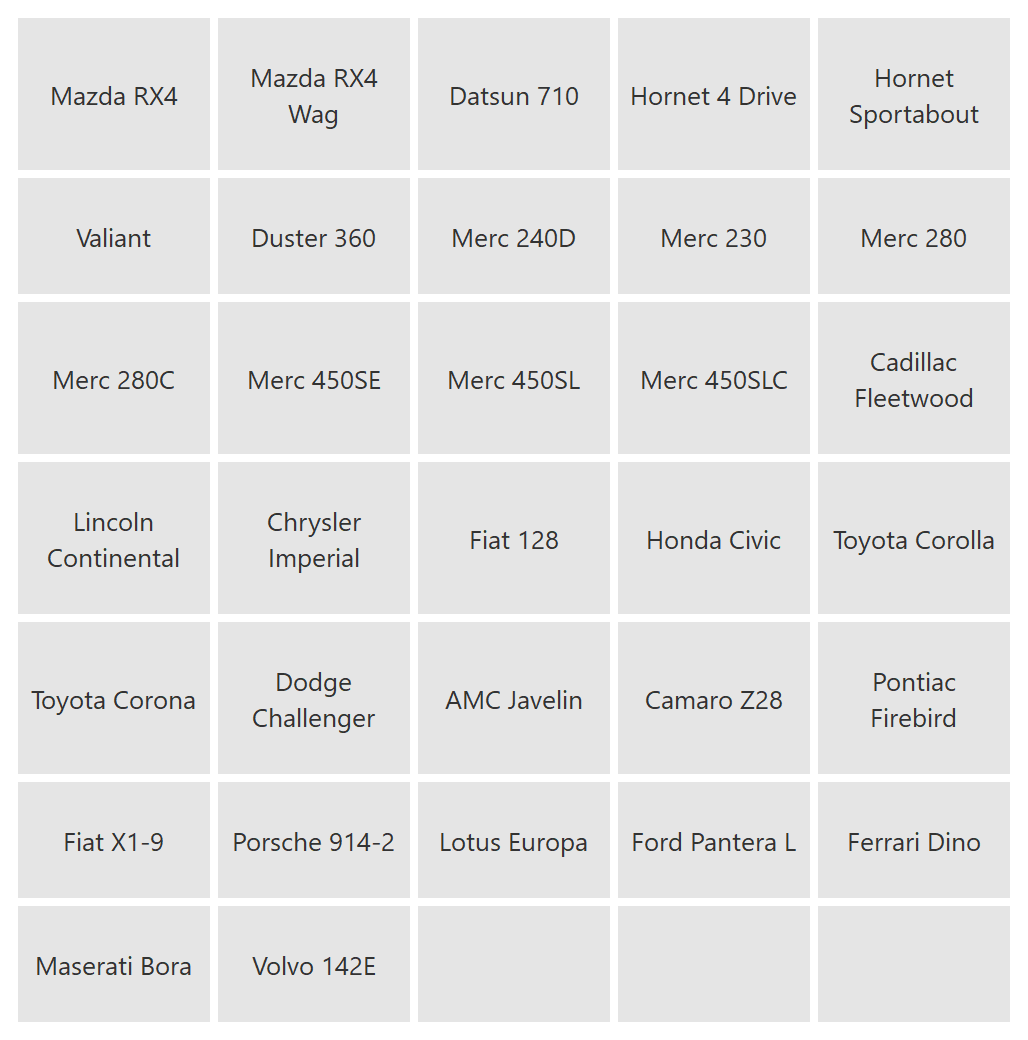 Mazda RX4
Mazda RX4
Wag
Datsun 710
Hornet 4 Drive
Hornet
Sportabout
Valiant
Duster 360
Merc 240D
Merc 230
Merc 280
Merc 280C
Merc 450SE
Merc 450SL
Merc 450SLC
Cadillac
Fleetwood
Lincoln
Continental
Chrysler
Imperial
Fiat 128
Honda Civic
Toyota Corolla
Toyota Corona
Dodge
Challenger
AMC Javelin
Camaro Z28
Pontiac
Firebird
Fiat X1-9
Porsche 914-2
Lotus Europa
Ford Pantera L
Ferrari Dino
Maserati Bora
Volvo 142E